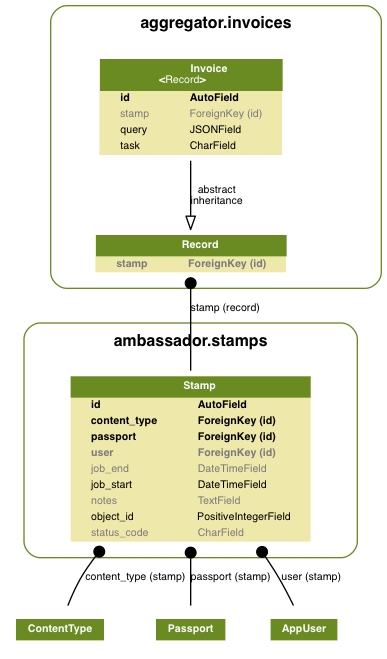 aggregator.invoices
Invoice
<Record>
id AutoField
stamp ForeignKey (id)
query JSONField
task CharField
abstract
inheritance
Record
stamp ForeignKey (id)
stamp (record)
ambassador.stamps
Stamp
id AutoField
content_type ForeignKey (id)
passport ForeignKey (id)
user ForeignKey (id)
job_end DateTimeField
job_start DateTimeField
notes TextField
object_id PositiveIntegerField
status_code CharField
content_type (stamp) passport (stamp) user (stamp)
ContentType Passport AppUser